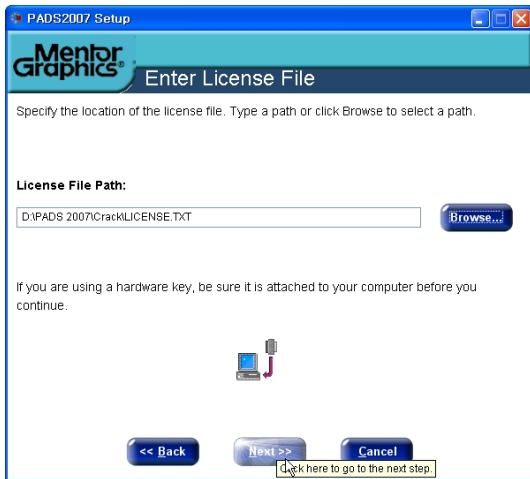 PADS2007 Setup
Mentor
Graphics®
Enter License File
Specify the location of the license file. Type a path or click Browse to select a path.
License File Path:
D:\PADS 2007\Crack\LICENSE.TXT
Browse...
If you are using a hardware key, be sure it is attached to your computer before you
continue.
<< Back
Next >>
Cancel
Click here to go to the next step.